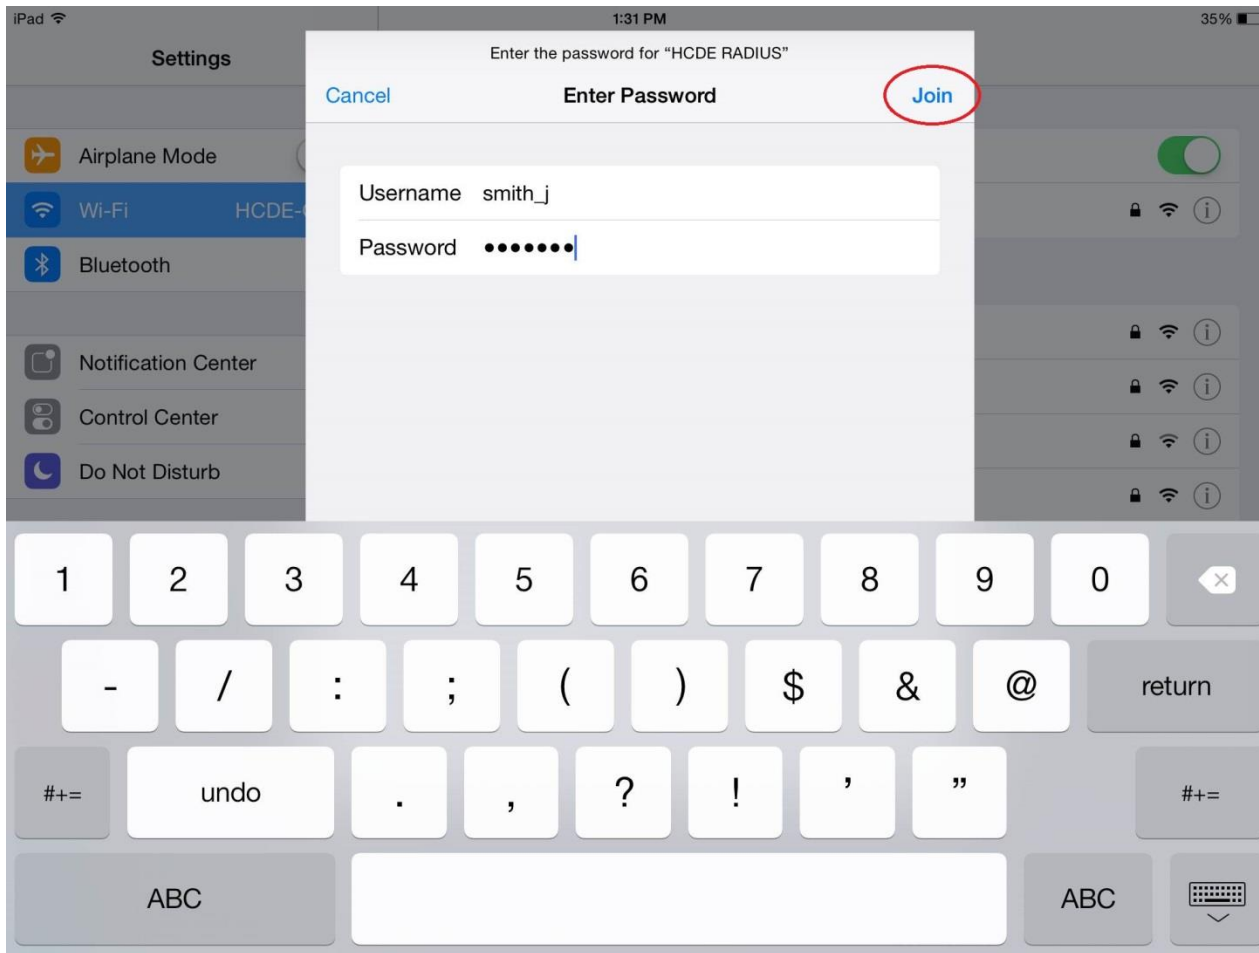 iPad 1:31 PM 35%
Enter the password for “HCDE RADIUS”
Settings
Cancel Enter Password Join
Airplane Mode
Username smith_j
Wi-Fi HCDE-
Password •••••••
Bluetooth
Notification Center
Control Center
Do Not Disturb
1 2 3 4 5 6 7 8 9 0
- / : ; ( ) $ & @ return
#+= undo . , ? ! ’ ” #+=
ABC ABC